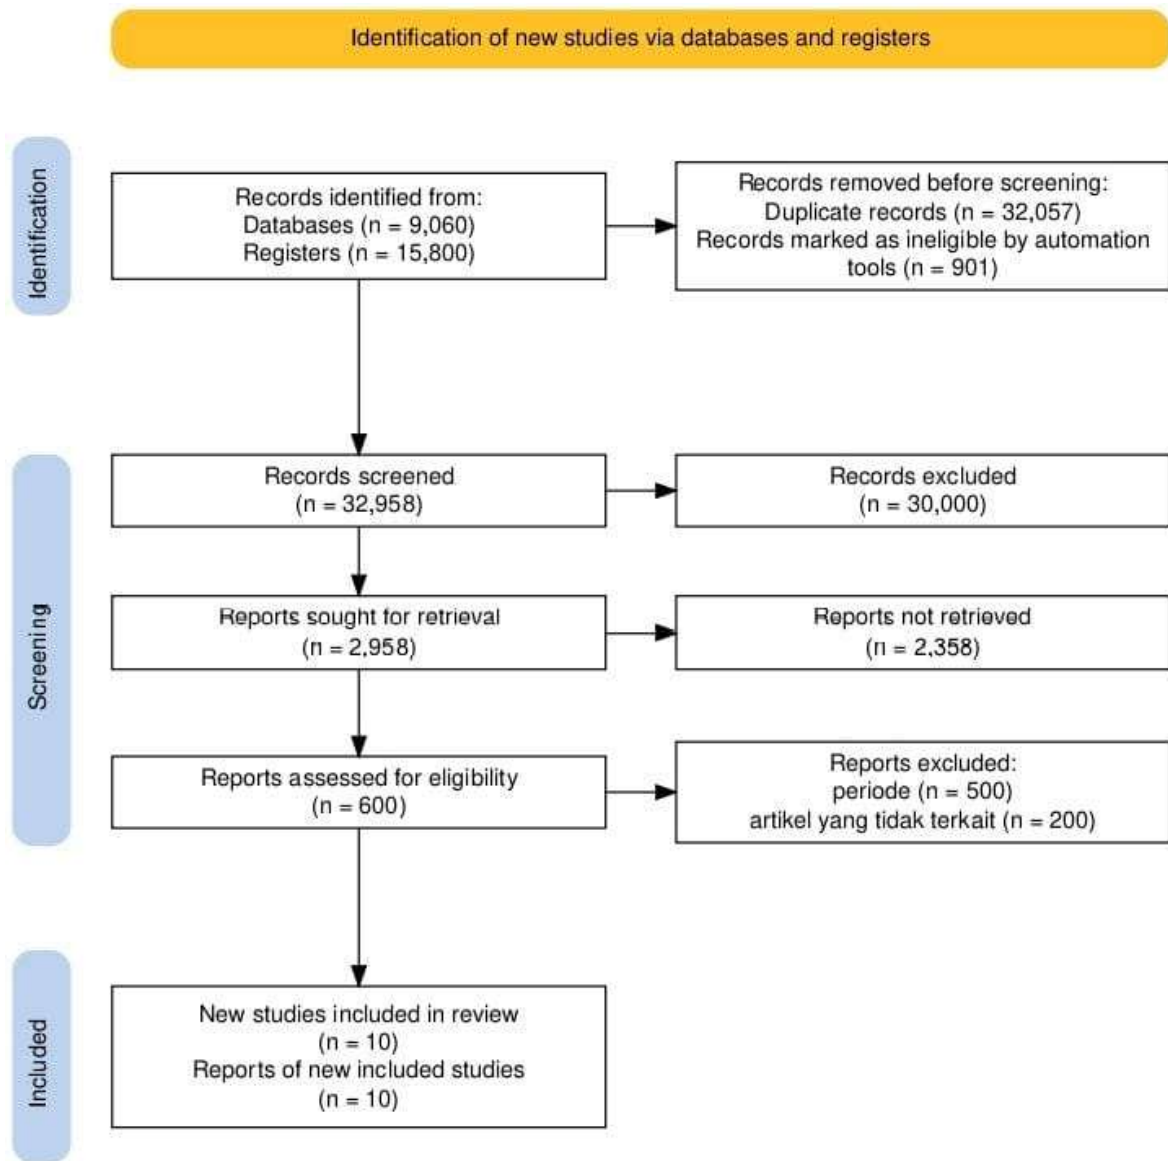 Identification of new studies via databases and registers
Identification
Records identified from:
Databases (n = 9,060)
Registers (n = 15,800)
Records removed before screening:
Duplicate records (n = 32,057)
Records marked as ineligible by automation
tools (n = 901)
Screening
Records screened
(n = 32,958)
Records excluded
(n = 30,000)
Reports sought for retrieval
(n = 2,958)
Reports not retrieved
(n = 2,358)
Reports assessed for eligibility
(n = 600)
Reports excluded:
periode (n = 500)
artikel yang tidak terkait (n = 200)
Included
New studies included in review
(n = 10)
Reports of new included studies
(n = 10)